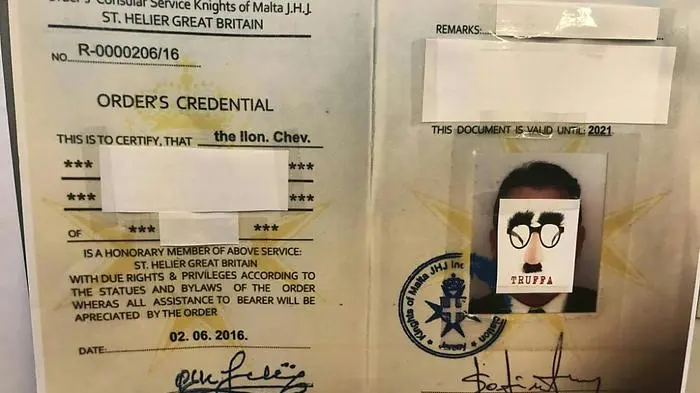 Order's Consular Service Knights of Malta J.H.J.
ST. HELIER GREAT BRITAIN
NO. R-0000206/16
ORDER'S CREDENTIAL
THIS IS TO CERTIFY, THAT the Ilon. Chev.
*** ***
*** ***
OF *** ***
IS A HONORARY MEMBER OF ABOVE SERVICE:
ST. HELIER GREAT BRITAIN
WITH DUE RIGHTS & PRIVILEGES ACCORDING TO
THE STATUES AND BYLAWS OF THE ORDER
WHERAS ALL ASSISTANCE TO BEARER WILL BE
APRECIATED BY THE ORDER
02. 06. 2016.
DATE:
REMARKS:
THIS DOCUMENT IS VALID UNTIL: 2021
TRUFFA
Knights of Malta JHJ Inc